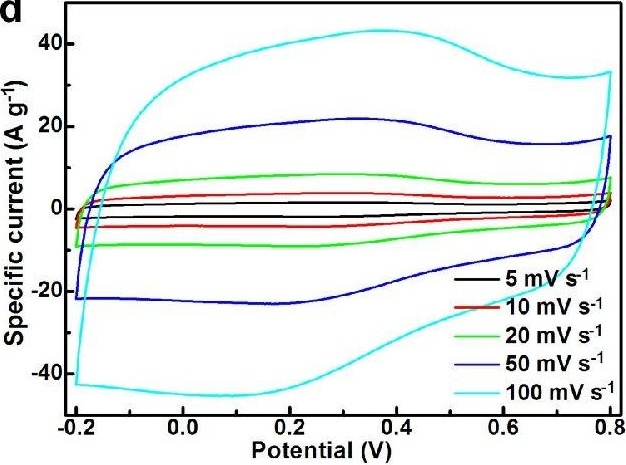 d
Specific current (A g-1)
40
20
0
-20
-40
5 mV s-1
10 mV s-1
20 mV s-1
50 mV s-1
100 mV s-1
-0.2 0.0 0.2 0.4 0.6 0.8
Potential (V)